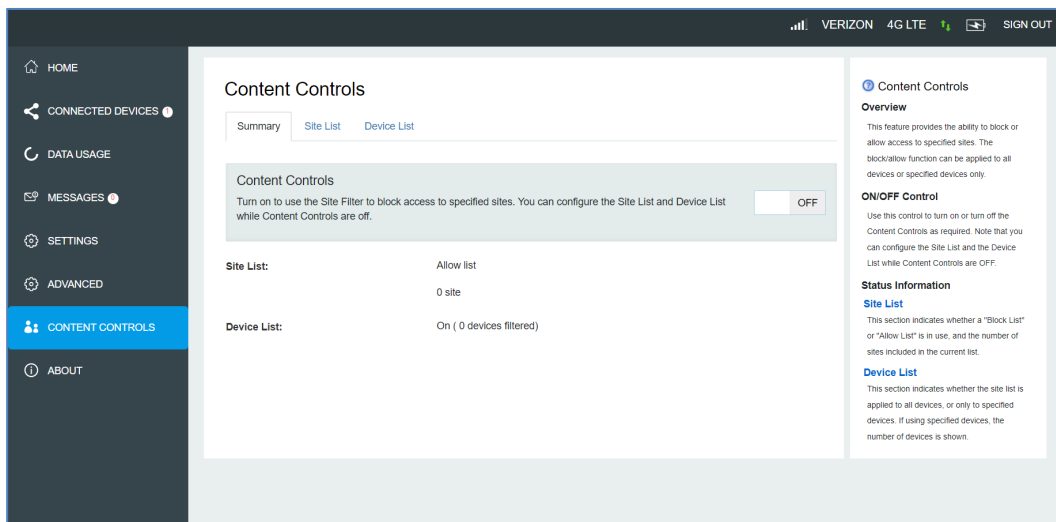 VERIZON 4G LTE SIGN OUT
HOME
CONNECTED DEVICES 1
DATA USAGE
MESSAGES 0
SETTINGS
ADVANCED
CONTENT CONTROLS
ABOUT
Content Controls
Summary Site List Device List
Content Controls
Turn on to use the Site Filter to block access to specified sites. You can configure the Site List and Device List
while Content Controls are off.
OFF
Site List: Allow list
0 site
Device List: On ( 0 devices filtered)
Content Controls
Overview
This feature provides the ability to block or
allow access to specified sites. The
block/allow function can be applied to all
devices or specified devices only.
ON/OFF Control
Use this control to turn on or turn off the
Content Controls as required. Note that you
can configure the Site List and the Device
List while Content Controls are OFF.
Status Information
Site List
This section indicates whether a "Block List"
or "Allow List" is in use, and the number of
sites included in the current list.
Device List
This section indicates whether the site list is
applied to all devices, or only to specified
devices. If using specified devices, the
number of devices is shown.